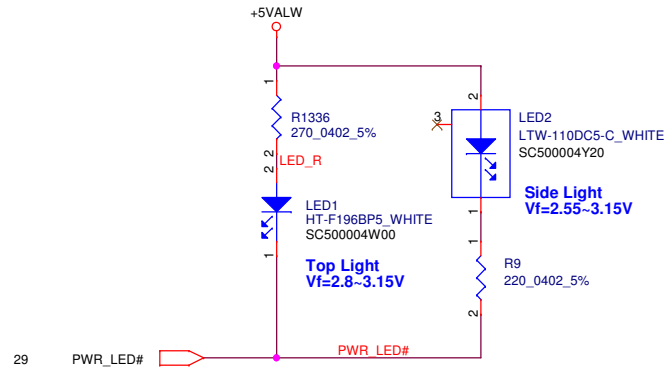 +5VALW
1
R1336
270_0402_5%
2
2
LED_R
LED1
HT-F196BP5_WHITE
SC500004W00
1
Top Light
Vf=2.8~3.15V
2
3
LED2
LTW-110DC5-C_WHITE
SC500004Y20
Side Light
Vf=2.55~3.15V
1
1
R9
220_0402_5%
2
29 PWR_LED#
PWR_LED#